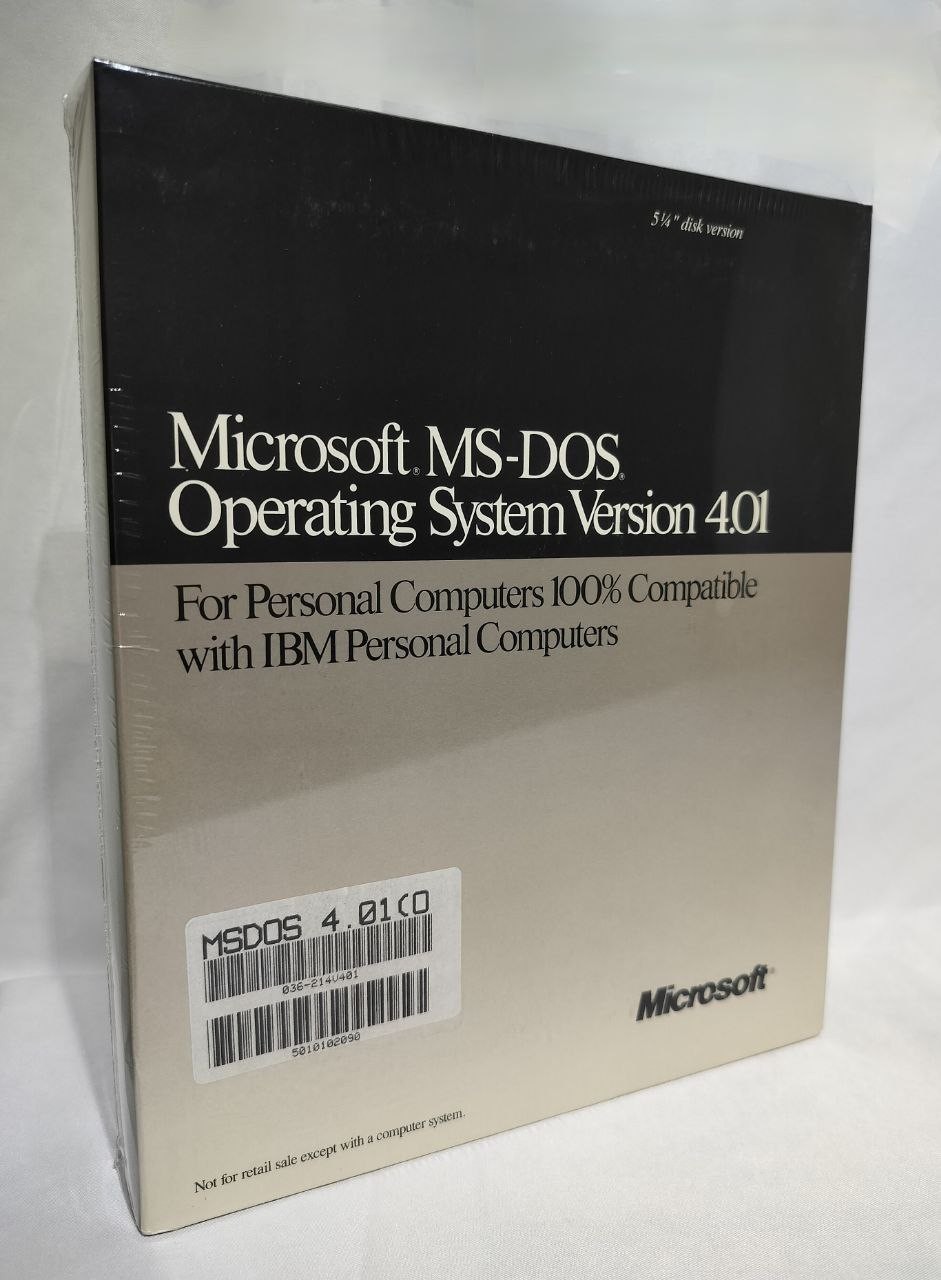 5¼" disk version
Microsoft® MS-DOS®
Operating System Version 4.01
For Personal Computers 100% Compatible
with IBM Personal Computers
MSDOS 4.01(O
036-214V401
5010102090
Microsoft®
Not for retail sale except with a computer system.